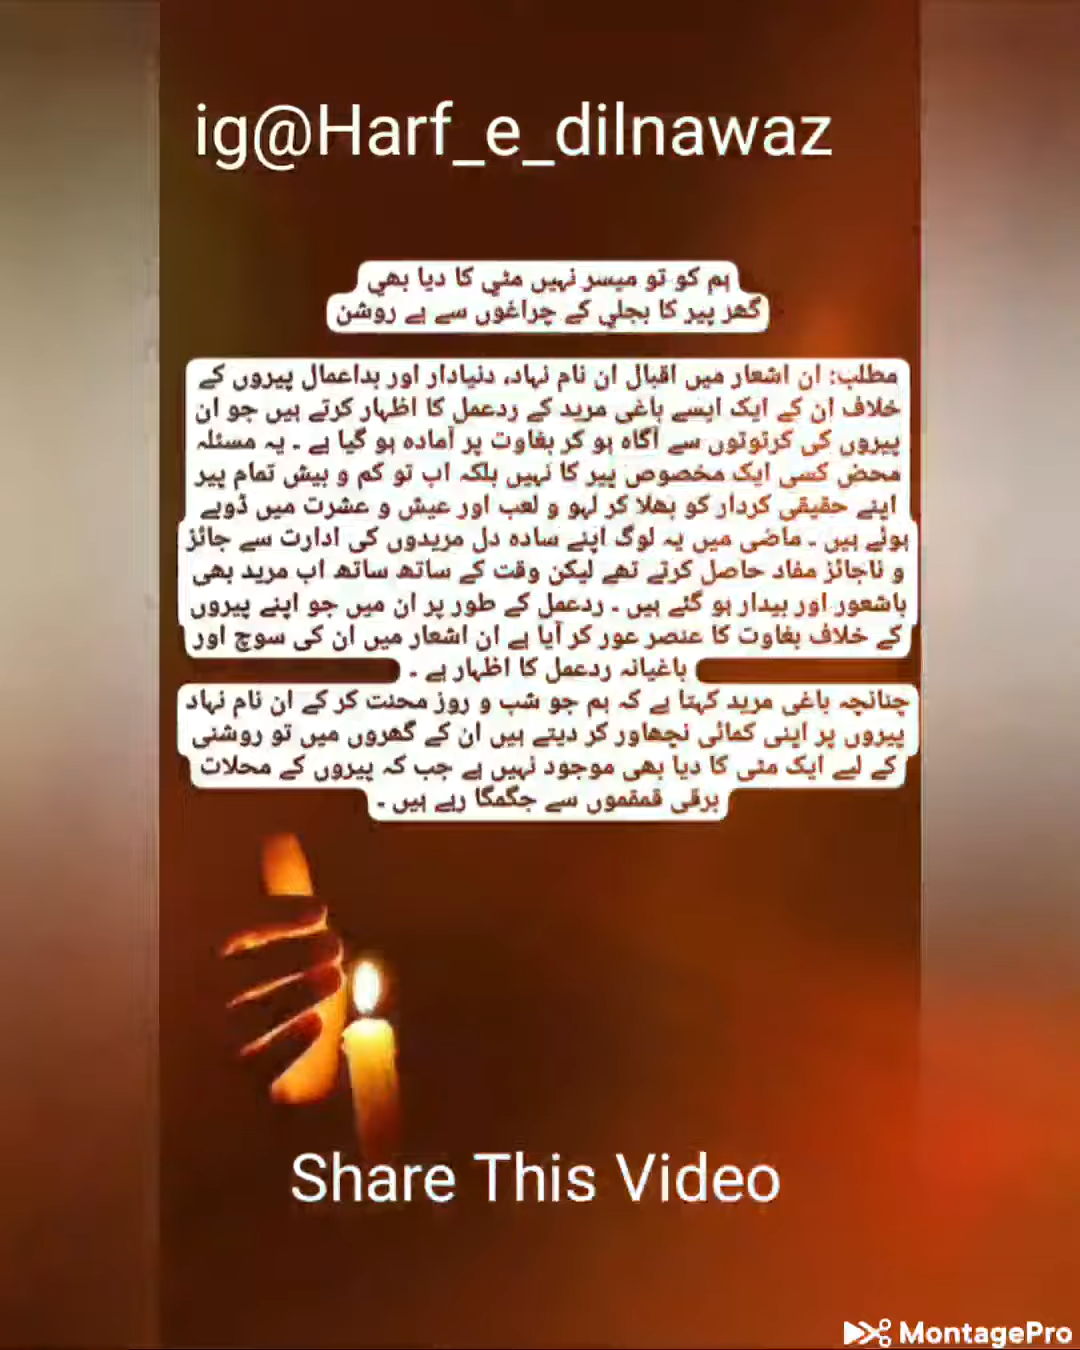 ig@Harf_e_dilnawaz
ہم کو تو میسر نہیں مٹی کا دیا بھی
گھر پیر کا بجلی کے چراغوں سے ہے روشن
مطلب: ان اشعار میں اقبال ان نام نہاد، دنیادار اور بداعمال پیروں کے
خلاف ان کے ایک ایسے باغی مرید کے ردعمل کا اظہار کرتے ہیں جو ان
پیروں کی کرتوتوں سے آگاہ ہو کر بغاوت پر آمادہ ہو گیا ہے ۔ یہ مسئلہ
محض کسی ایک مخصوص پیر کا نہیں بلکہ اب تو کم و بیش تمام پیر
اپنے حقیقی کردار کو بھلا کر لہو و لعب اور عیش و عشرت میں ڈوبے
ہوئے ہیں ۔ ماضی میں یہ لوگ اپنے سادہ دل مریدوں کی ادارت سے جائز
و ناجائز مفاد حاصل کرتے تھے لیکن وقت کے ساتھ ساتھ اب مرید بھی
باشعور اور بیدار ہو گئے ہیں ۔ ردعمل کے طور پر ان میں جو اپنے پیروں
کے خلاف بغاوت کا عنصر عور کر آیا ہے ان اشعار میں ان کی سوچ اور
باغیانہ ردعمل کا اظہار ہے ۔
چنانچہ باغی مرید کہتا ہے کہ ہم جو شب و روز محنت کر کے ان نام نہاد
پیروں پر اپنی کمائی نچھاور کر دیتے ہیں ان کے گھروں میں تو روشنی
کے لیے ایک مٹی کا دیا بھی موجود نہیں ہے جب کہ پیروں کے محلات
برقی قمقموں سے جگمگا رہے ہیں ۔
Share This Video
MontagePro